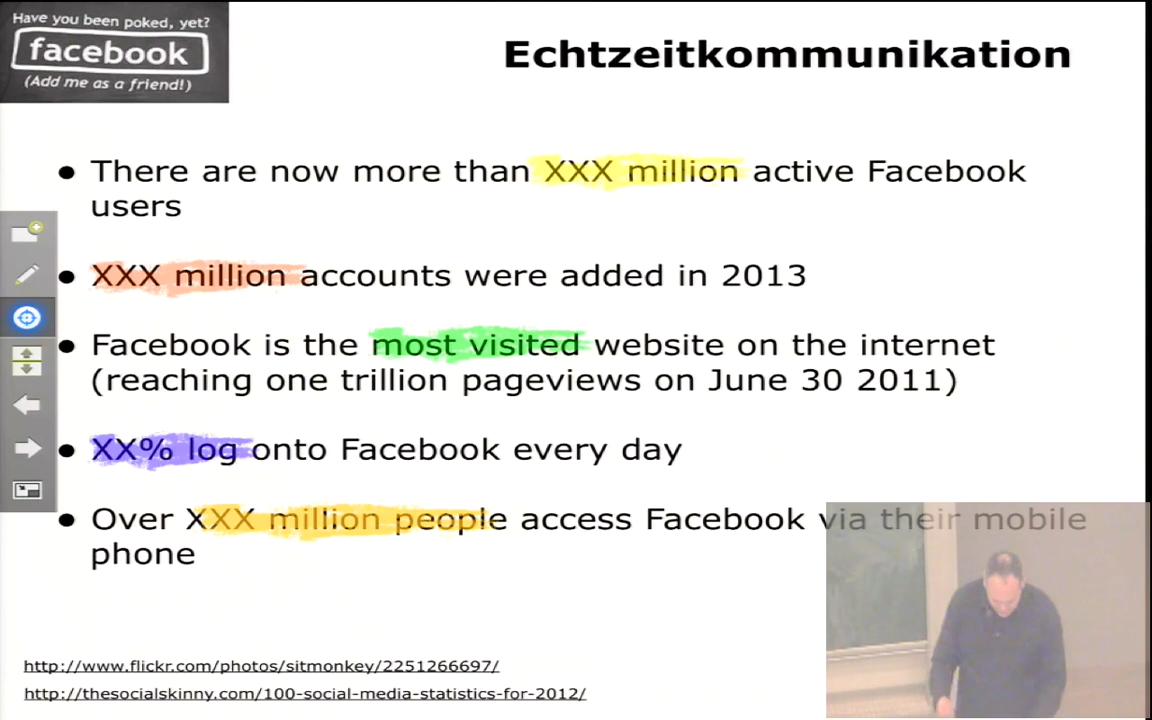 Have you been poked, yet?
facebook
(Add me as a friend!)
Echtzeitkommunikation
● There are now more than XXX million active Facebook
users
● XXX million accounts were added in 2013
● Facebook is the most visited website on the internet
(reaching one trillion pageviews on June 30 2011)
● XX% log onto Facebook every day
● Over XXX million people access Facebook via their mobile
phone
http://www.flickr.com/photos/sitmonkey/2251266697/
http://thesocialskinny.com/100-social-media-statistics-for-2012/